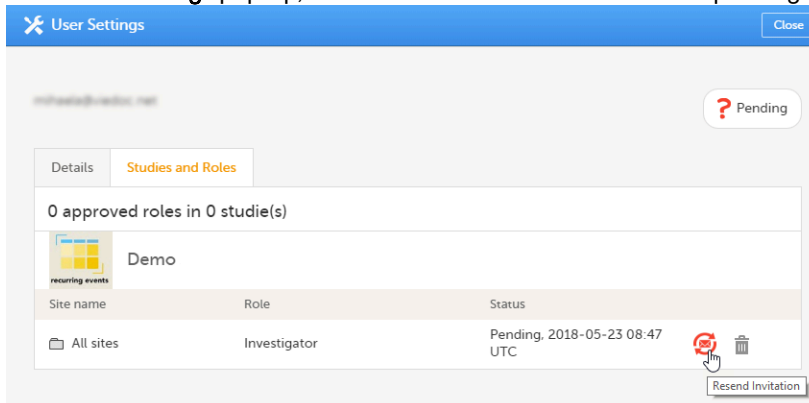 User Settings
Close
Pending
Details
Studies and Roles
0 approved roles in 0 studie(s)
recurring events
Demo
Site name
Role
Status
All sites
Investigator
Pending, 2018-05-23 08:47
UTC
Resend Invitation